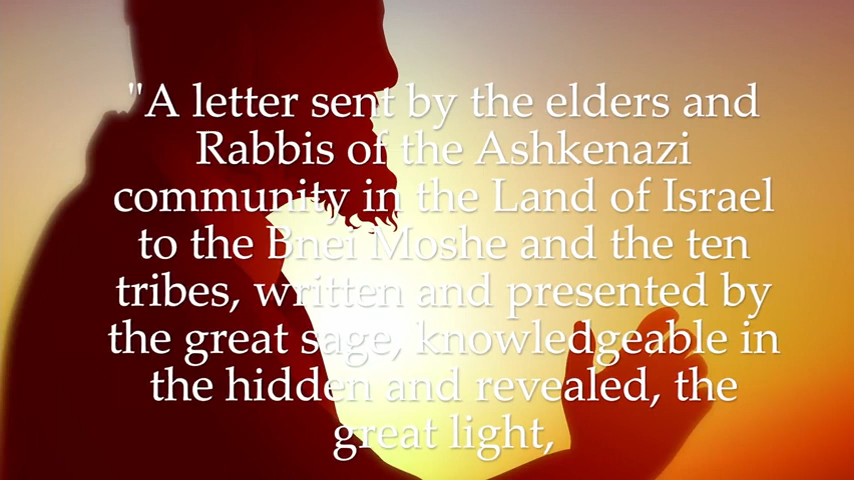 "A letter sent by the elders and
Rabbis of the Ashkenazi
community in the Land of Israel
to the Bnei Moshe and the ten
tribes, written and presented by
the great sage, knowledgeable in
the hidden and revealed, the
great light,